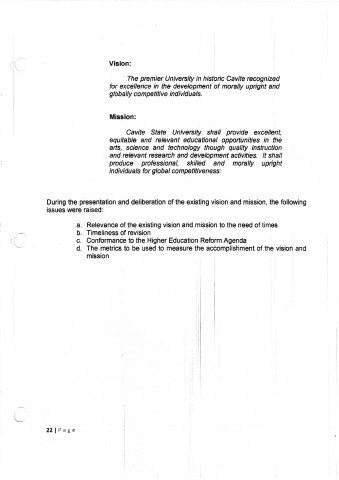 Vision:
The premier University in historic Cavite recognized
for excellence in the development of morally upright and
globally competitive individuals.
Mission:
Cavite State University shall provide excellent,
equitable and relevant educational opportunities in the
arts, science and technology though quality instruction
and relevant research and development activities. It shall
produce professional, skilled and morally upright
individuals for global competitiveness:
During the presentation and deliberation of the existing vision and mission, the following
issues were raised:
a. Relevance of the existing vision and mission to the need of times
b. Timeliness of revision
c. Conformance to the Higher Education Reform Agenda
d. The metrics to be used to measure the accomplishment of the vision and
mission
22 | P a g e